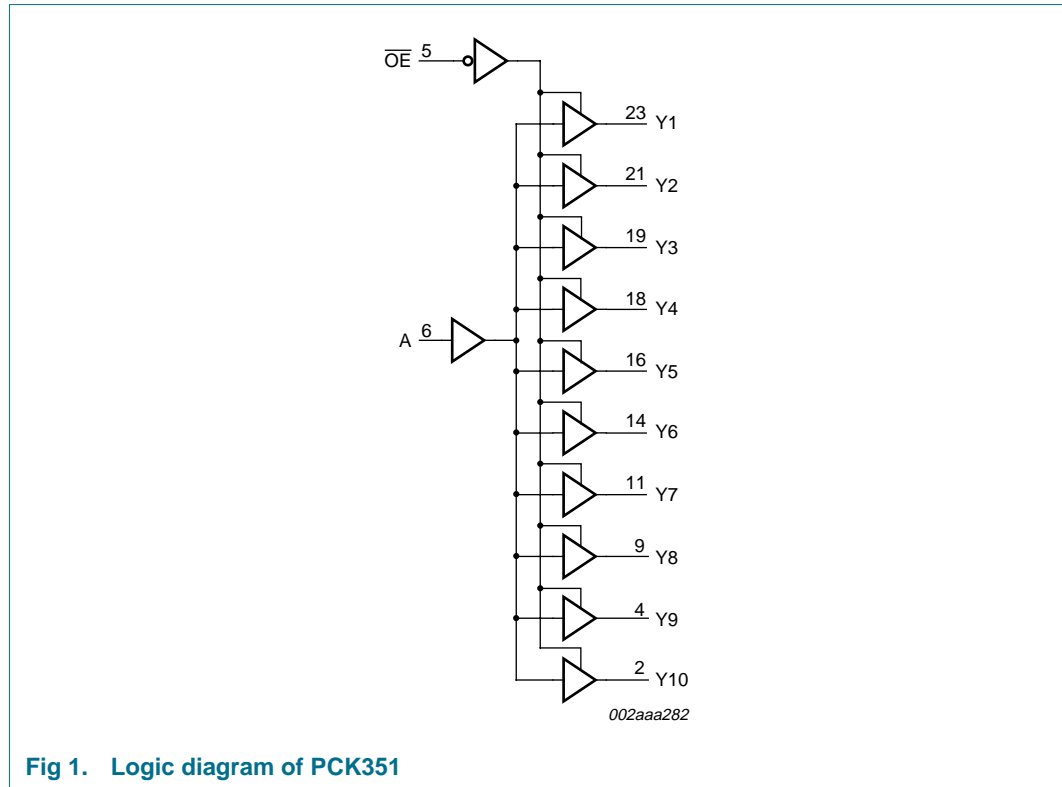 O̅E̅ 5
23 Y1
21 Y2
19 Y3
18 Y4
A 6
16 Y5
14 Y6
11 Y7
9 Y8
4 Y9
2 Y10
002aaa282
Fig 1. Logic diagram of PCK351